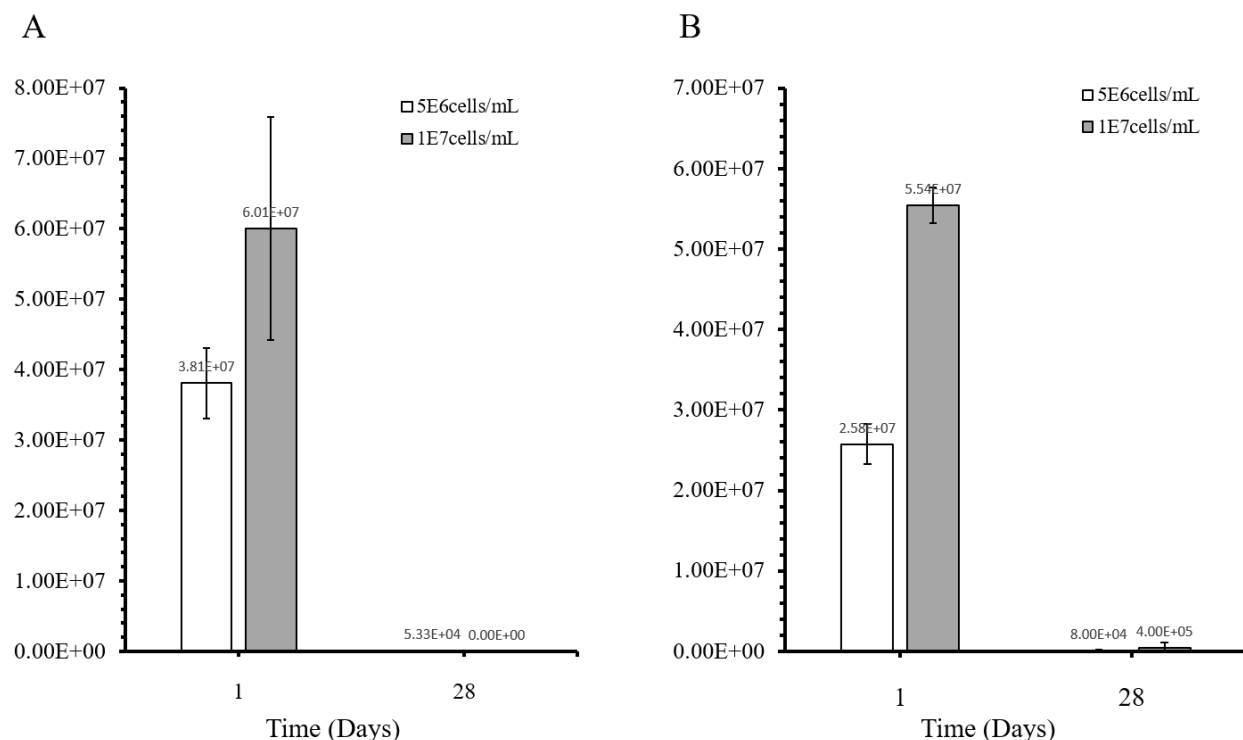 A
8.00E+07
7.00E+07
6.00E+07
5.00E+07
4.00E+07
3.00E+07
2.00E+07
1.00E+07
0.00E+00
5E6cells/mL
1E7cells/mL
6.01E+07
3.81E+07
5.33E+04 0.00E+00
1 28
Time (Days)
B
7.00E+07
6.00E+07
5.00E+07
4.00E+07
3.00E+07
2.00E+07
1.00E+07
0.00E+00
5E6cells/mL
1E7cells/mL
5.54E+07
2.58E+07
8.00E+04 4.00E+05
1 28
Time (Days)